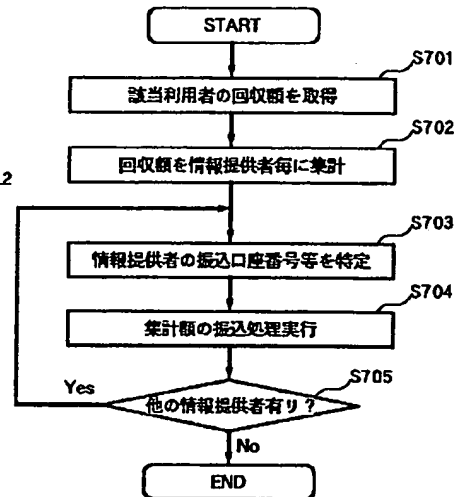 START
S701
該当利用者の回収額を取得
S702
回収額を情報提供者毎に集計
2
S703
情報提供者の振込口座番号等を特定
S704
集計額の振込処理実行
S705
Yes
他の情報提供者有り?
No
END